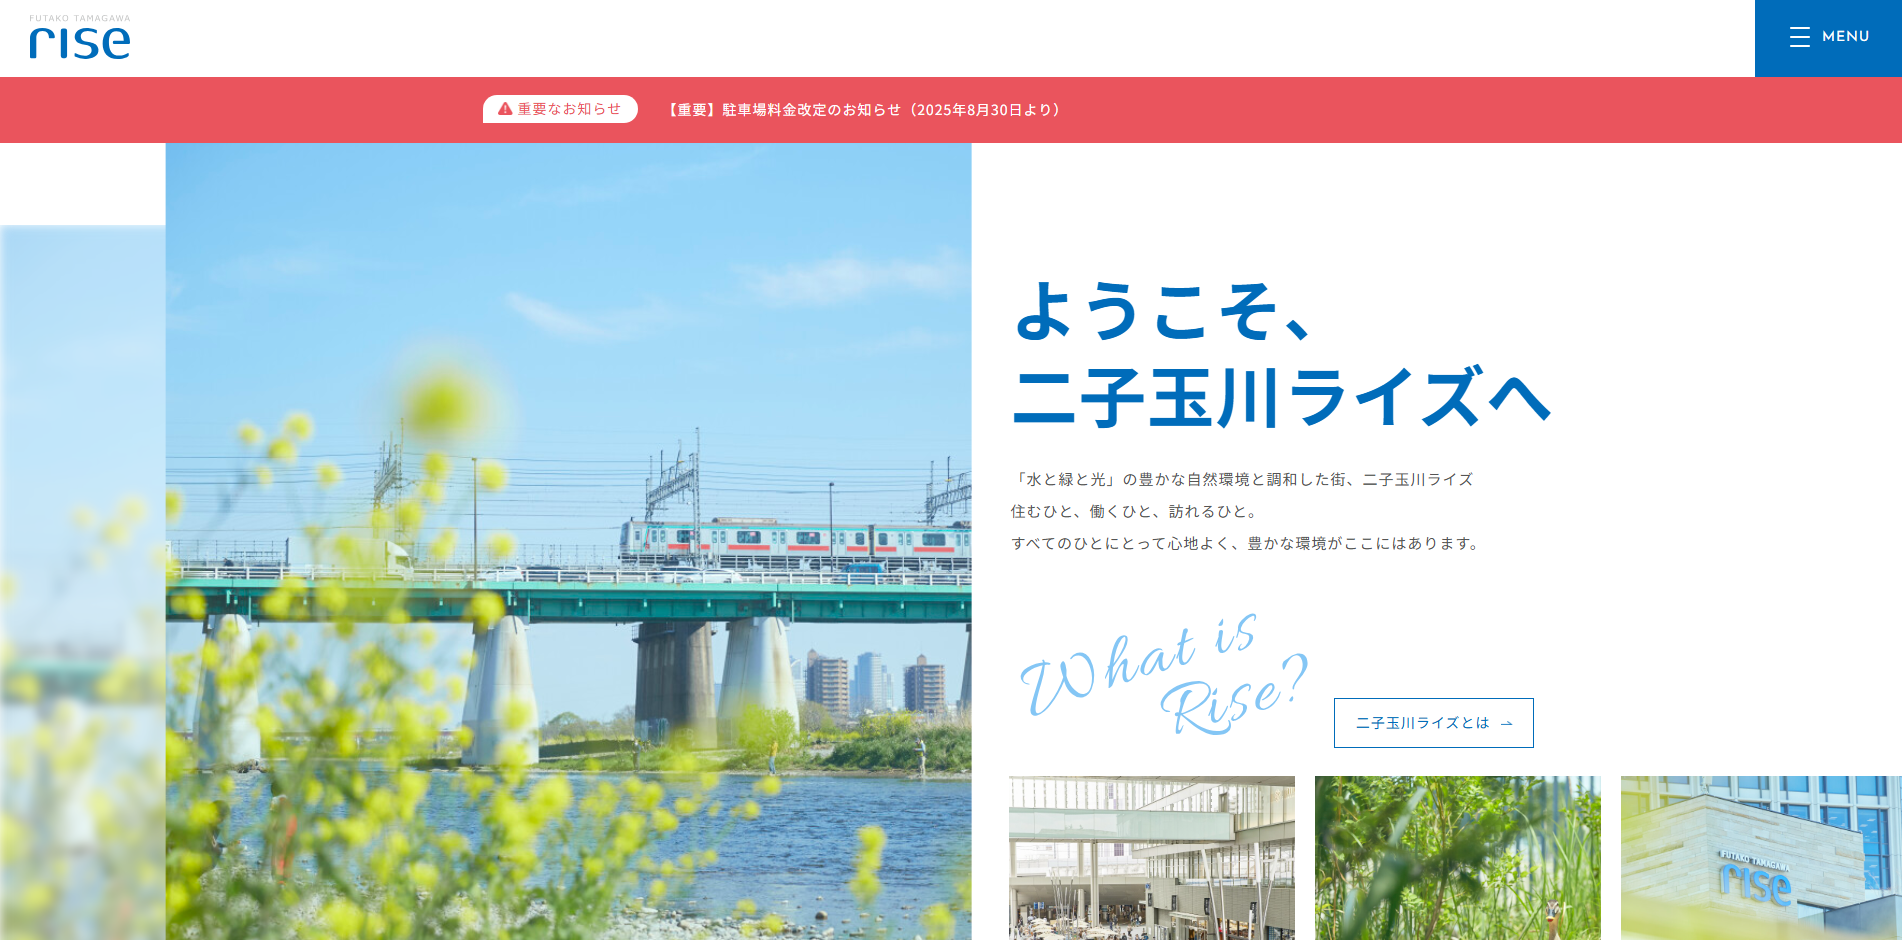 FUTAKO TAMAGAWA
rise
MENU
重要なお知らせ
【重要】駐車場料金改定のお知らせ（2025年8月30日より）
ようこそ、
二子玉川ライズへ
「水と緑と光」の豊かな自然環境と調和した街、二子玉川ライズ
住むひと、働くひと、訪れるひと。
すべてのひとにとって心地よく、豊かな環境がここにはあります。
What is
Rise?
二子玉川ライズとは
FUTAKO TAMAGAWA
rise